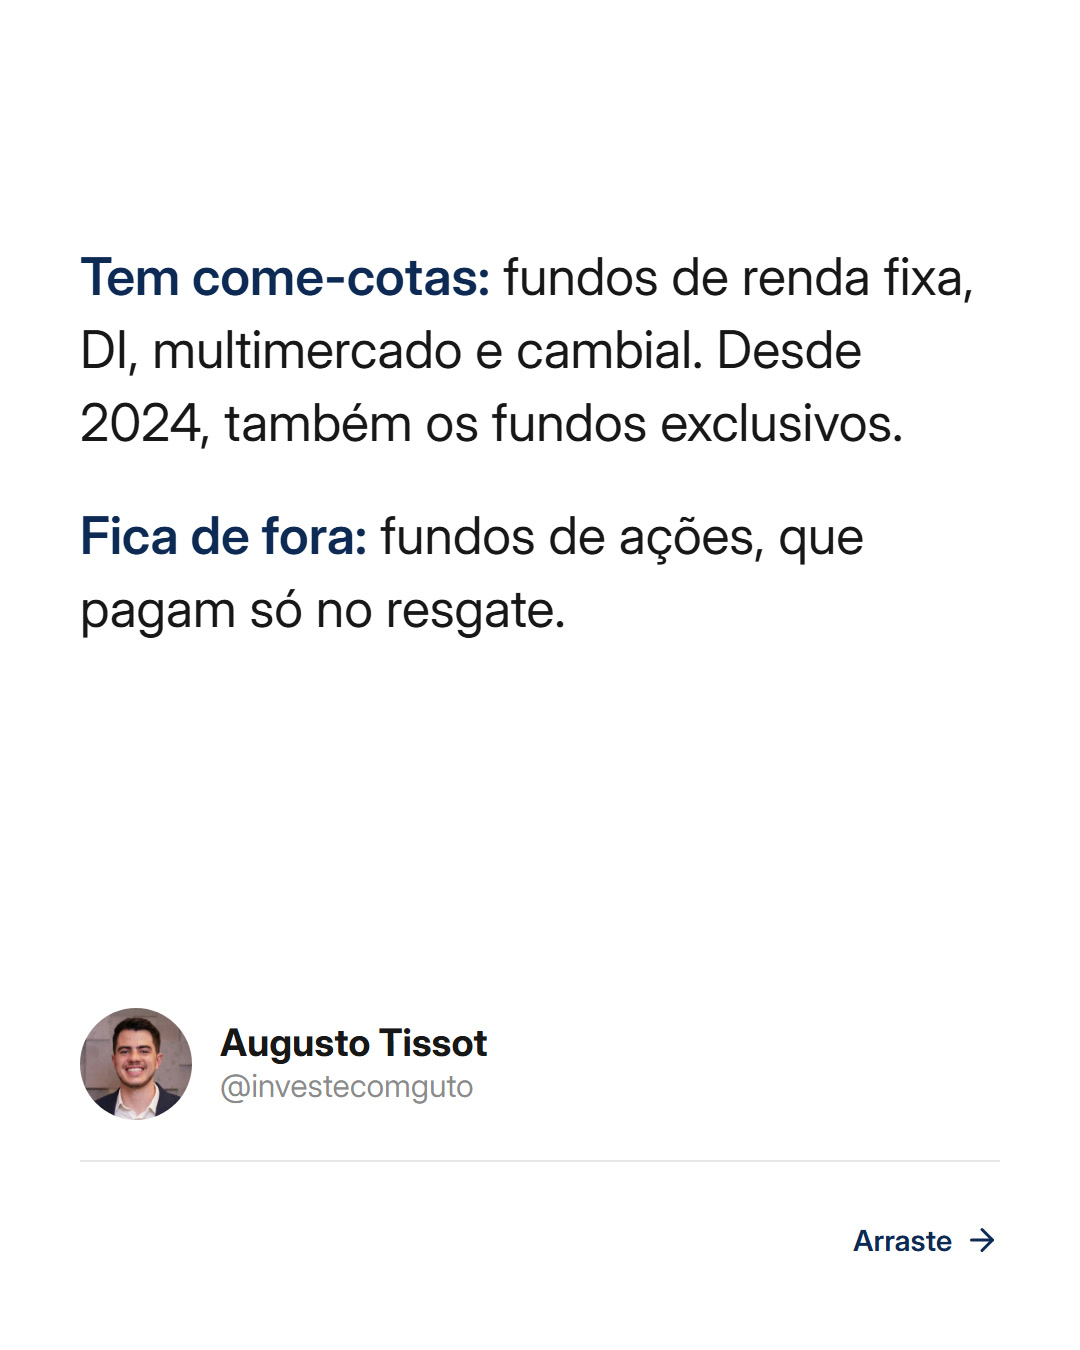 Tem come-cotas: fundos de renda fixa,
DI, multimercado e cambial. Desde
2024, também os fundos exclusivos.
Fica de fora: fundos de ações, que
pagam só no resgate.
Augusto Tissot
@investecomguto
Arraste →